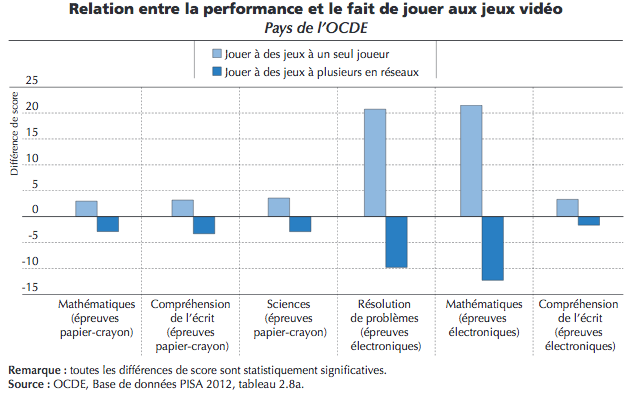 Relation entre la performance et le fait de jouer aux jeux vidéo
Pays de l'OCDE
Jouer à des jeux à un seul joueur
Jouer à des jeux à plusieurs en réseaux
Différence de score
25
20
15
10
5
0
-5
-10
-15
Mathématiques
(épreuves
papier-crayon)
Compréhension
de l'écrit
(épreuves
papier-crayon)
Sciences
(épreuves
papier-crayon)
Résolution
de problèmes
(épreuves
électroniques)
Mathématiques
(épreuves
électroniques)
Compréhension
de l'écrit
(épreuves
électroniques)
Remarque : toutes les différences de score sont statistiquement significatives.
Source : OCDE, Base de données PISA 2012, tableau 2.8a.